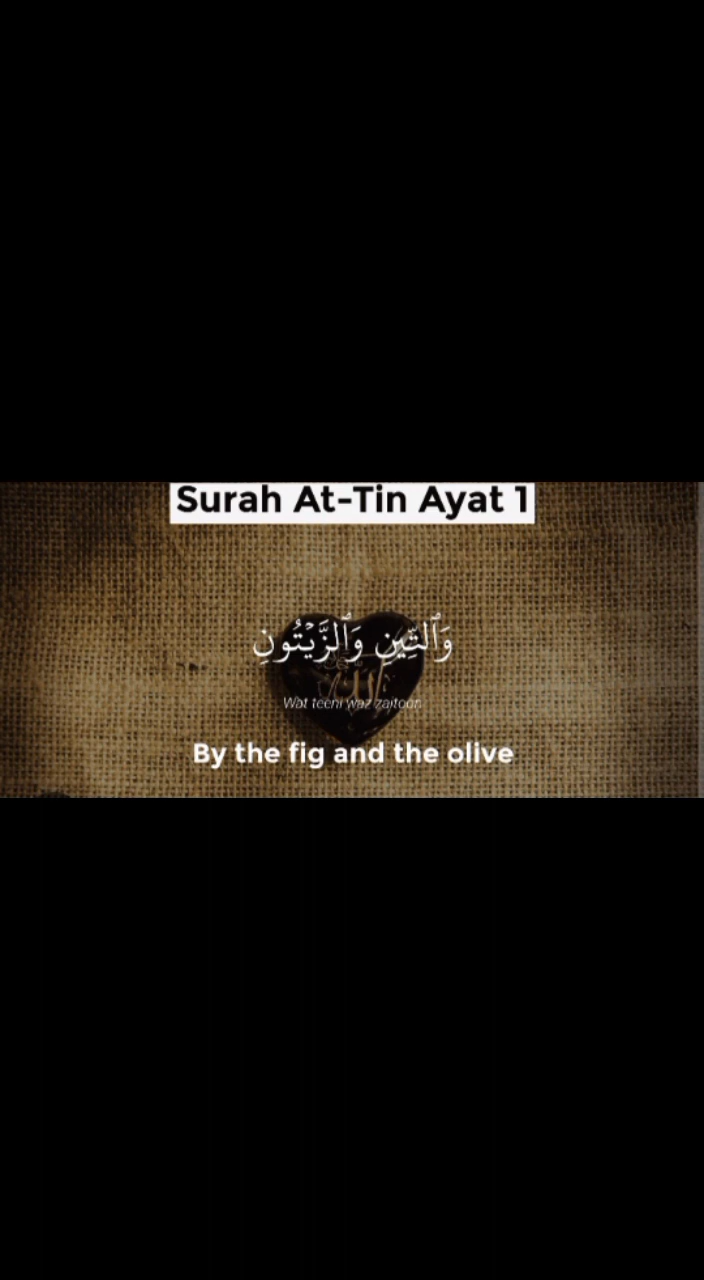 Surah At-Tin Ayat 1
وَٱلتِّينِ وَٱلزَّيْتُونِ
الله
Wat teeni waz zaitoon
By the fig and the olive